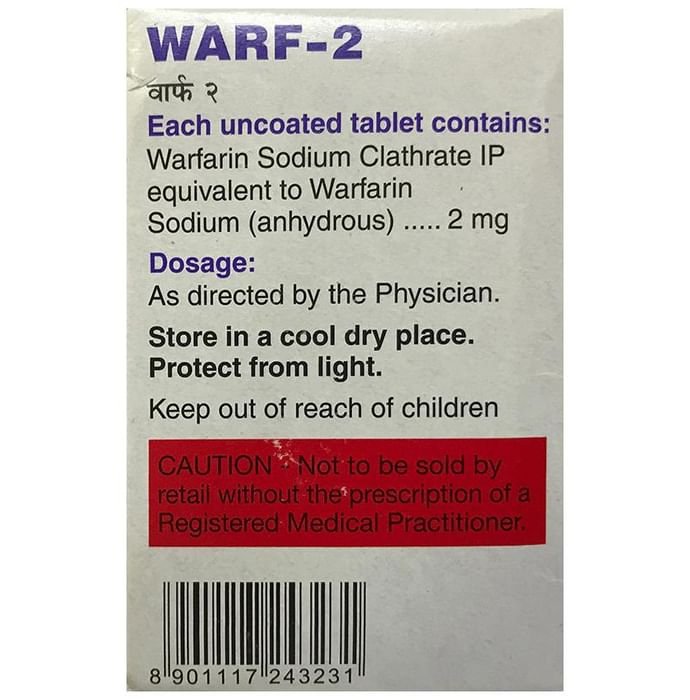 WARF-2
वार्फ २
Each uncoated tablet contains:
Warfarin Sodium Clathrate IP
equivalent to Warfarin
Sodium (anhydrous) ..... 2 mg
Dosage:
As directed by the Physician.
Store in a cool dry place.
Protect from light.
Keep out of reach of children
CAUTION - Not to be sold by
retail without the prescription of a
Registered Medical Practitioner.
8 901117 243231